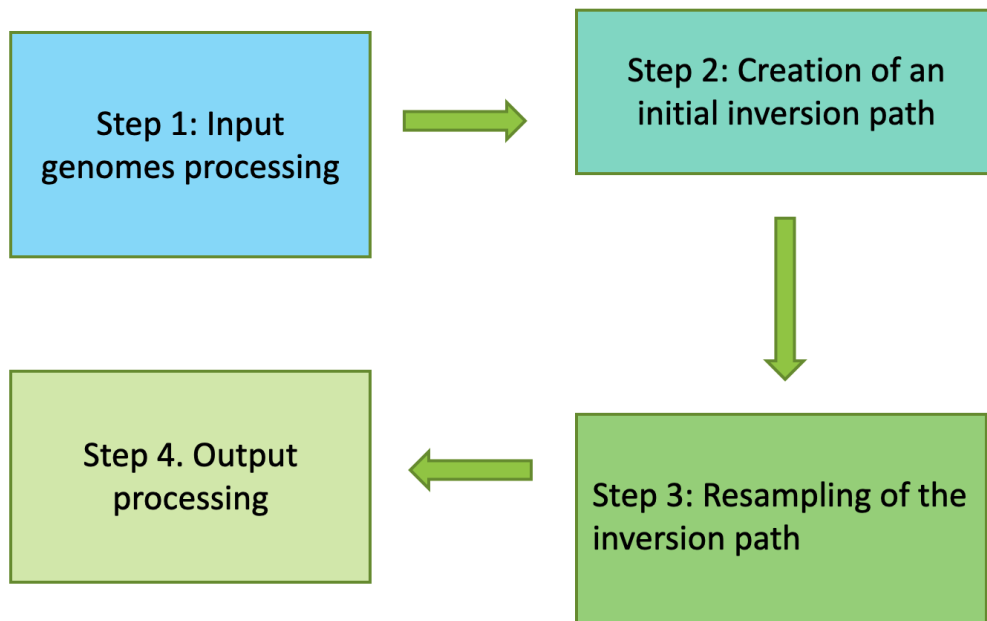 Step 1: Input
genomes processing
Step 2: Creation of an
initial inversion path
Step 3: Resampling of the
inversion path
Step 4. Output
processing